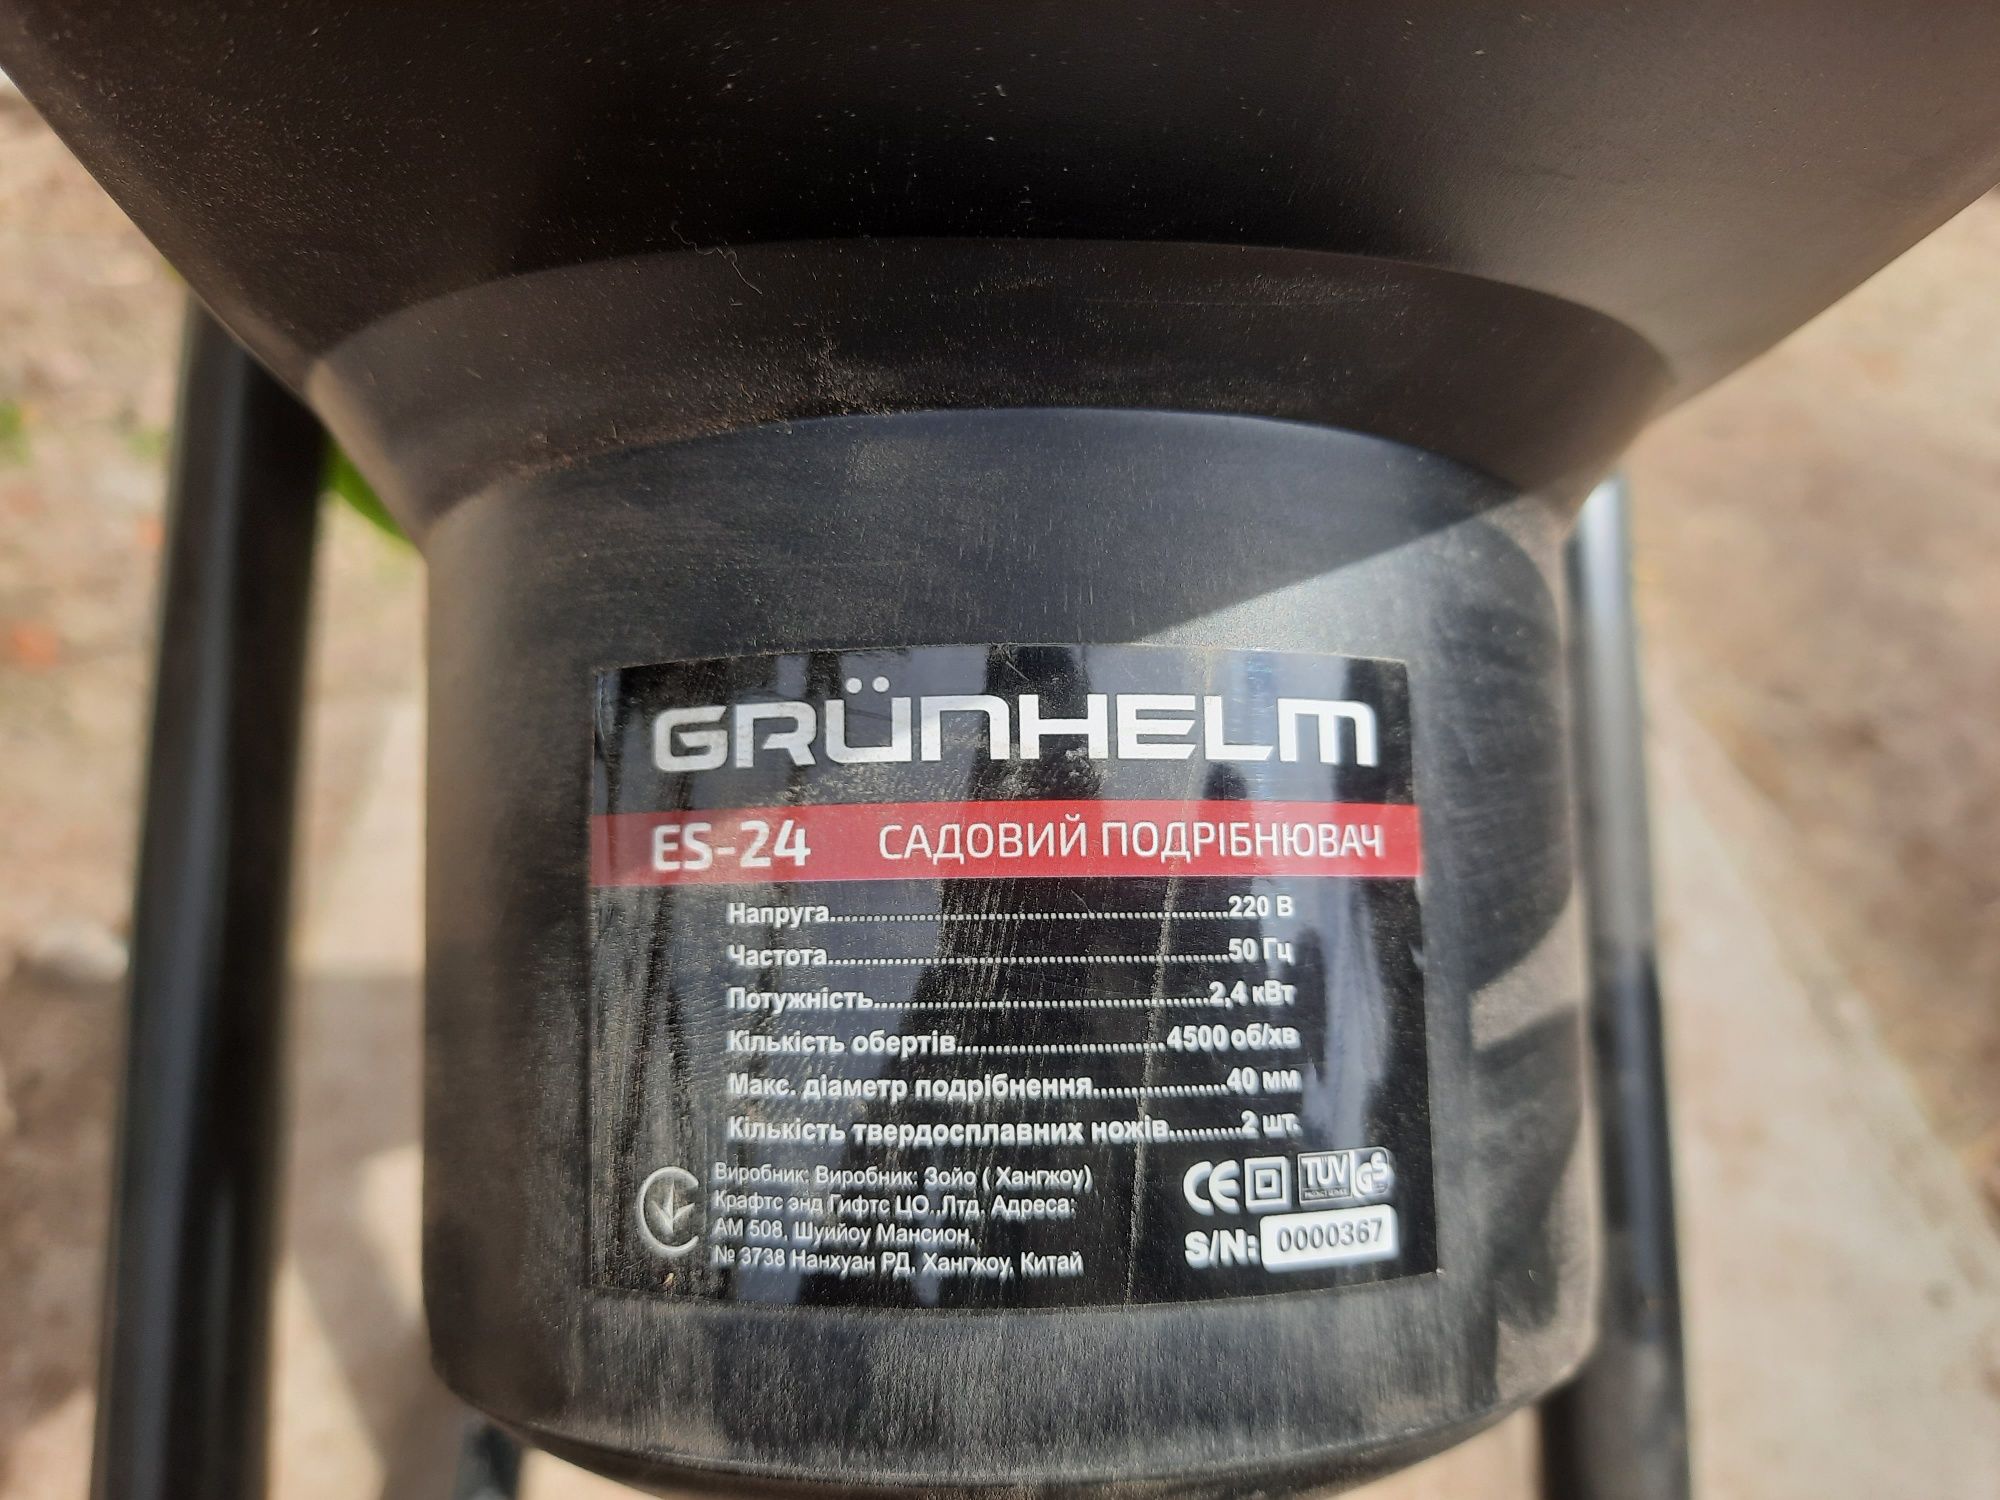 GRÜNHELM
ES-24 САДОВИЙ ПОДРІБНЮВАЧ
Напруга..........................................220 В
Частота..........................................50 Гц
Потужність...................................2,4 кВт
Кількість обертів......................4500 об/хв
Макс. діаметр подрібнення..............40 мм
Кількість твердосплавних ножів..........2 шт.
Виробник: Виробник: Зойо ( Хангжоу)
Крафтс энд Гифтс ЦО.,Лтд. Адреса:
АМ 508, Шуийоу Мансион,
№ 3738 Нанхуан РД, Хангжоу, Китай
CE TÜV GS
S/N: 0000367